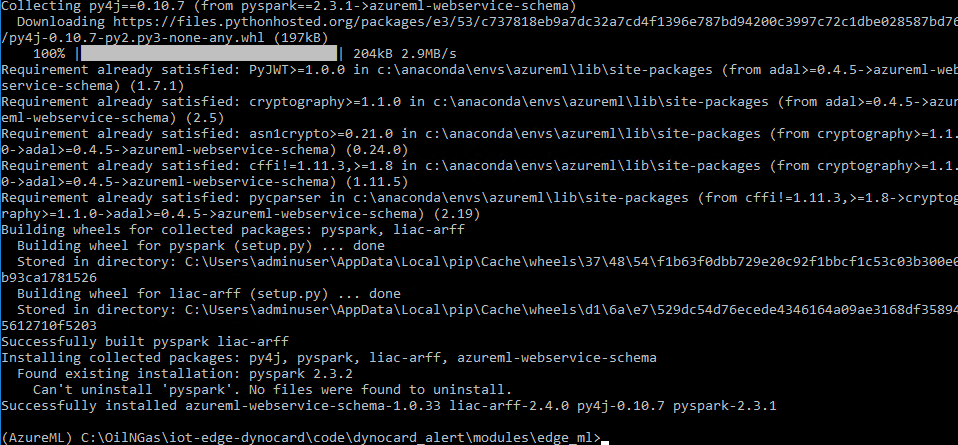 Collecting py4j==0.10.7 (from pyspark==2.3.1->azureml-webservice-schema)
  Downloading https://files.pythonhosted.org/packages/e3/53/c737818eb9a7dc32a7cd4f1396e787bd94200c3997c72c1dbe028587bd76
/py4j-0.10.7-py2.py3-none-any.whl (197kB)
    100% |████████████████████████████████| 204kB 2.9MB/s
Requirement already satisfied: PyJWT>=1.0.0 in c:\anaconda\envs\azureml\lib\site-packages (from adal>=0.4.5->azureml-web
service-schema) (1.7.1)
Requirement already satisfied: cryptography>=1.1.0 in c:\anaconda\envs\azureml\lib\site-packages (from adal>=0.4.5->azur
eml-webservice-schema) (2.5)
Requirement already satisfied: asn1crypto>=0.21.0 in c:\anaconda\envs\azureml\lib\site-packages (from cryptography>=1.1.
0->adal>=0.4.5->azureml-webservice-schema) (0.24.0)
Requirement already satisfied: cffi!=1.11.3,>=1.8 in c:\anaconda\envs\azureml\lib\site-packages (from cryptography>=1.1.
0->adal>=0.4.5->azureml-webservice-schema) (1.11.5)
Requirement already satisfied: pycparser in c:\anaconda\envs\azureml\lib\site-packages (from cffi!=1.11.3,>=1.8->cryptog
raphy>=1.1.0->adal>=0.4.5->azureml-webservice-schema) (2.19)
Building wheels for collected packages: pyspark, liac-arff
  Building wheel for pyspark (setup.py) ... done
  Stored in directory: C:\Users\adminuser\AppData\Local\pip\Cache\wheels\37\48\54\f1b63f0dbb729e20c92f1bbcf1c53c03b300e0
b93ca1781526
  Building wheel for liac-arff (setup.py) ... done
  Stored in directory: C:\Users\adminuser\AppData\Local\pip\Cache\wheels\d1\6a\e7\529dc54d76ecede4346164a09ae3168df35894
5612710f5203
Successfully built pyspark liac-arff
Installing collected packages: py4j, pyspark, liac-arff, azureml-webservice-schema
  Found existing installation: pyspark 2.3.2
    Can't uninstall 'pyspark'. No files were found to uninstall.
Successfully installed azureml-webservice-schema-1.0.33 liac-arff-2.4.0 py4j-0.10.7 pyspark-2.3.1

(AzureML) C:\OilNGas\iot-edge-dynocard\code\dynocard_alert\modules\edge_ml>